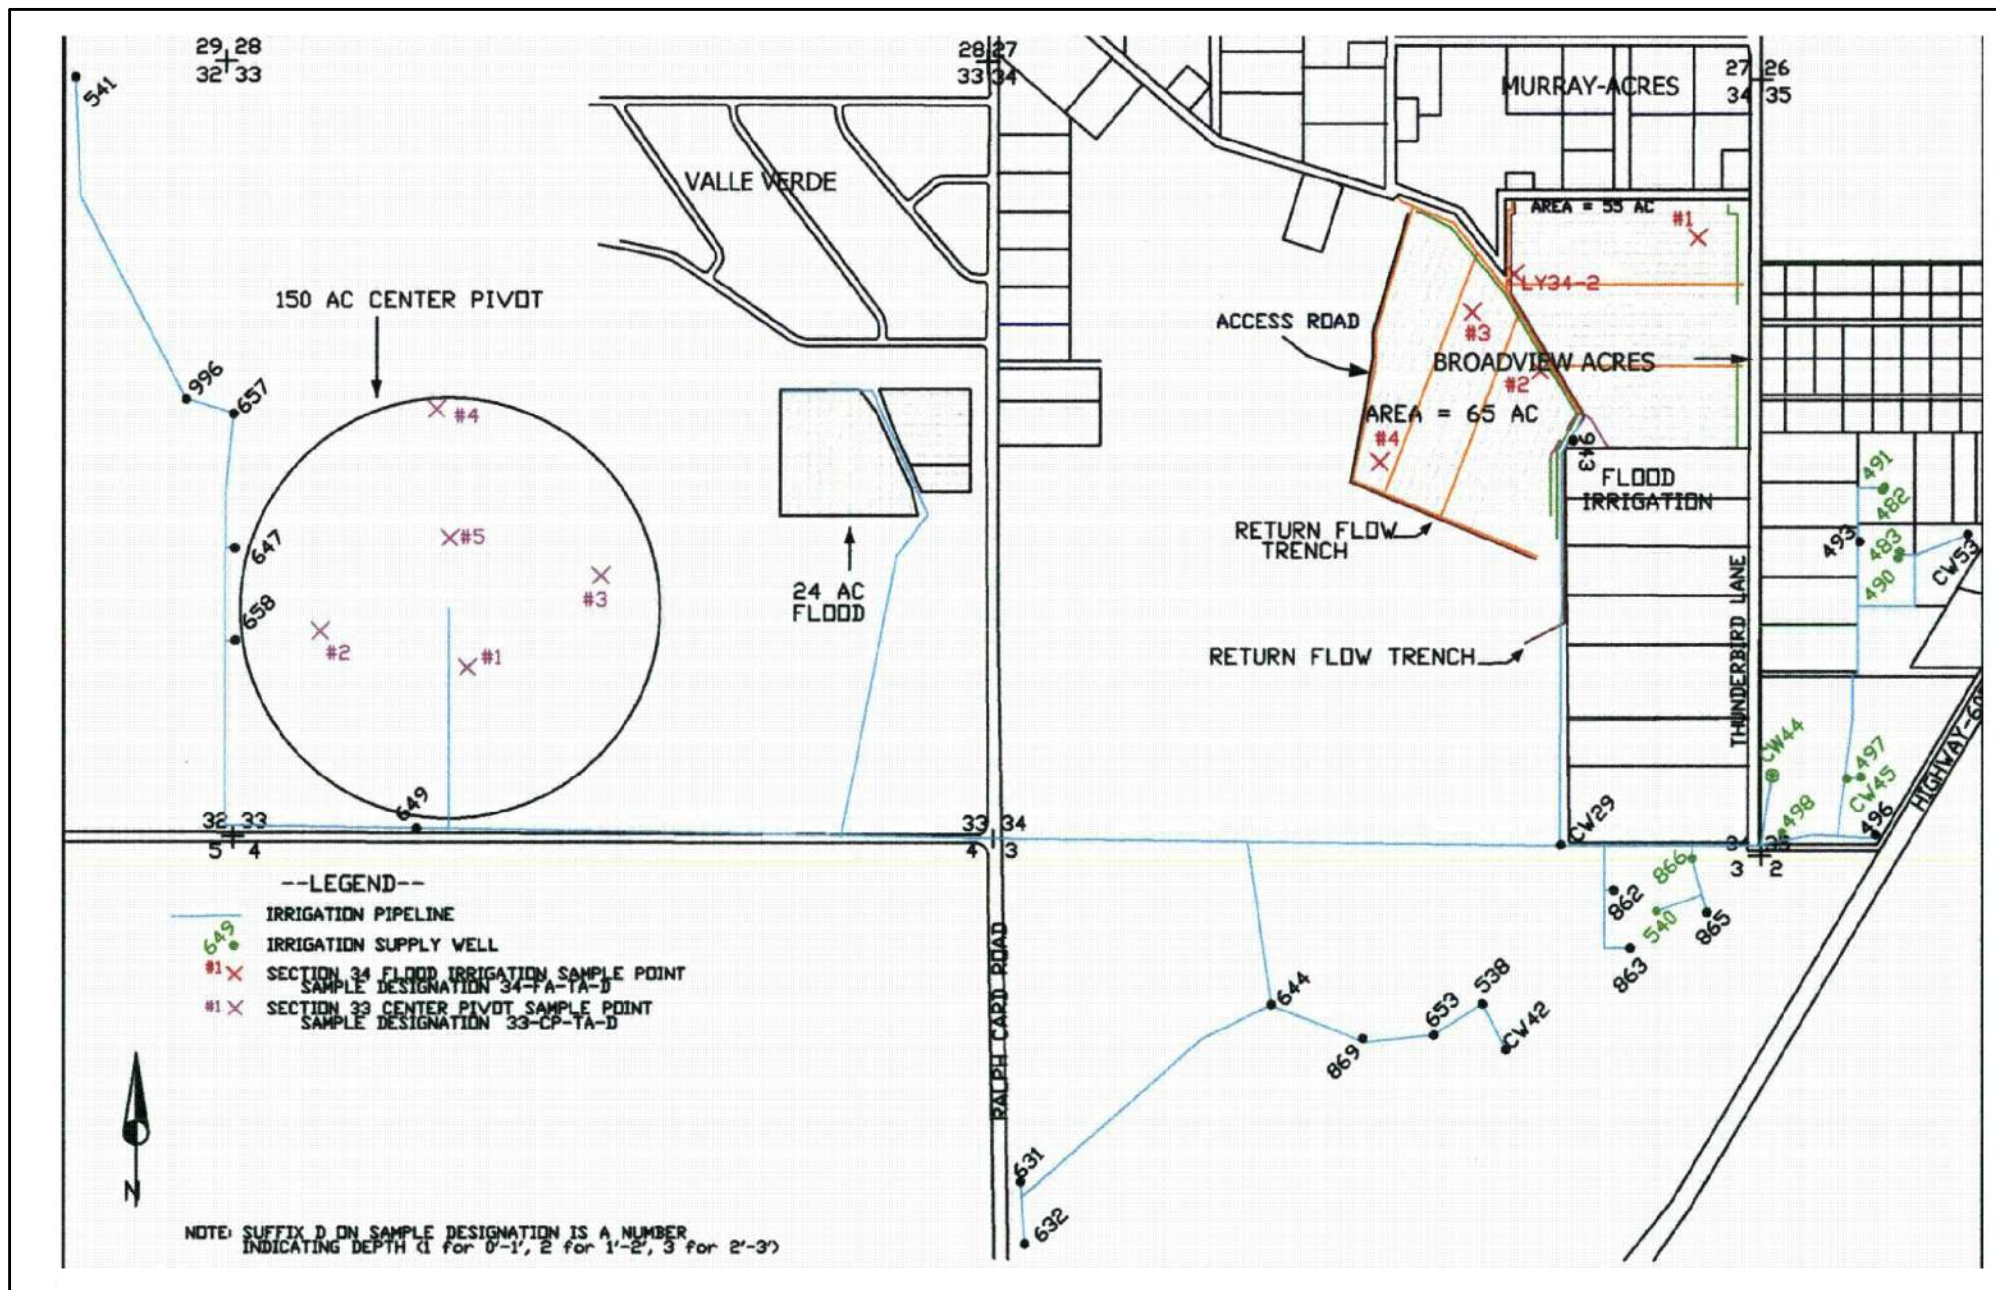 29 28
32 33
28 27
33 34
27 26
34 35
541
MURRAY-ACRES
VALLE VERDE
AREA = 55 AC
#1
LY34-2
150 AC CENTER PIVOT
ACCESS ROAD
#3
BROADVIEW ACRES
#2
AREA = 65 AC
#4
996
657
#4
943
FLOOD
IRRIGATION
491
482
493
483
490
CW53
RETURN FLOW
TRENCH
#5
647
#3
658
#2
#1
24 AC
FLOOD
RETURN FLOW TRENCH
THUNDERBIRD LANE
CW44
497
CW45
498
496
HIGHWAY-60
649
32 33
5 4
33 34
4 3
3 2
CW29
866
862
540
865
863
--LEGEND--
IRRIGATION PIPELINE
649
IRRIGATION SUPPLY WELL
#1
SECTION 34 FLOOD IRRIGATION SAMPLE POINT
SAMPLE DESIGNATION 34-FA-TA-D
#1
SECTION 33 CENTER PIVOT SAMPLE POINT
SAMPLE DESIGNATION 33-CP-TA-D
RALPH CARD ROAD
644
538
653
869
CW42
631
632
N
NOTE: SUFFIX D ON SAMPLE DESIGNATION IS A NUMBER
INDICATING DEPTH (1 for 0'-1', 2 for 1'-2', 3 for 2'-3')